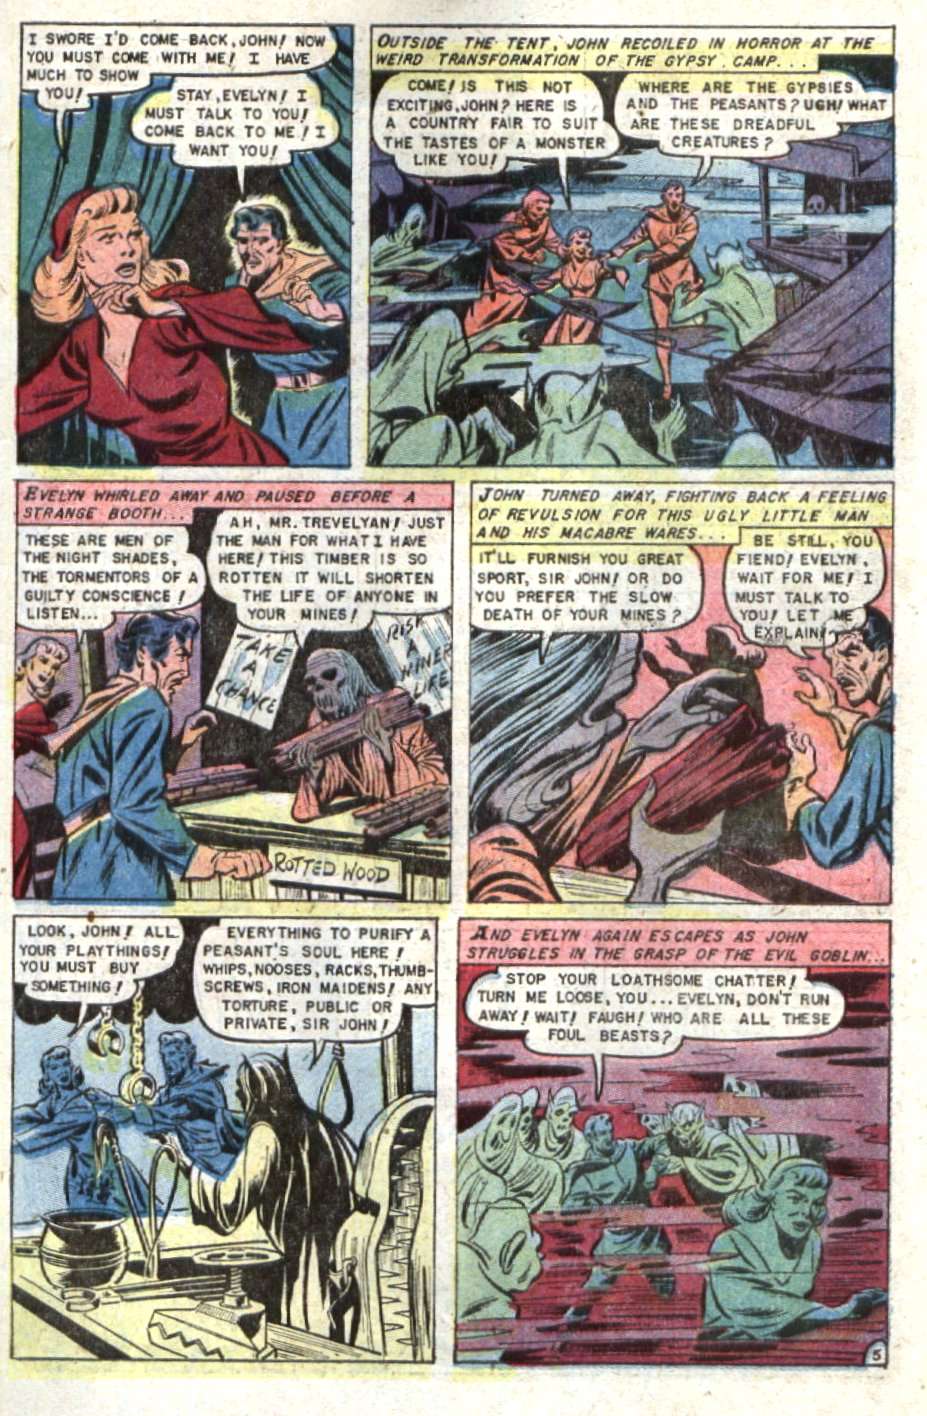 I SWORE I'D COME BACK, JOHN! NOW
YOU MUST COME WITH ME! I HAVE
MUCH TO SHOW
YOU!
STAY, EVELYN! I
MUST TALK TO YOU!
COME BACK TO ME! I
WANT YOU!
OUTSIDE THE TENT, JOHN RECOILED IN HORROR AT THE
WEIRD TRANSFORMATION OF THE GYPSY CAMP...
COME! IS THIS NOT
EXCITING, JOHN? HERE IS
A COUNTRY FAIR TO SUIT
THE TASTES OF A MONSTER
LIKE YOU!
WHERE ARE THE GYPSIES
AND THE PEASANTS? UGH! WHAT
ARE THESE DREADFUL
CREATURES?
EVELYN WHIRLED AWAY AND PAUSED BEFORE A
STRANGE BOOTH...
THESE ARE MEN OF
THE NIGHT SHADES,
THE TORMENTORS OF A
GUILTY CONSCIENCE!
LISTEN...
AH, MR. TREVELYAN! JUST
THE MAN FOR WHAT I HAVE
HERE! THIS TIMBER IS SO
ROTTEN IT WILL SHORTEN
THE LIFE OF ANYONE IN
YOUR MINES!
TAKE
A
CHANCE
RISK
A
MINER'S
LIFE
ROTTED WOOD
JOHN TURNED AWAY, FIGHTING BACK A FEELING
OF REVULSION FOR THIS UGLY LITTLE MAN
AND HIS MACABRE WARES...
IT'LL FURNISH YOU GREAT
SPORT, SIR JOHN! OR DO
YOU PREFER THE SLOW
DEATH OF YOUR MINES?
BE STILL, YOU
FIEND! EVELYN,
WAIT FOR ME! I
MUST TALK TO
YOU! LET ME
EXPLAIN!
LOOK, JOHN! ALL
YOUR PLAYTHINGS!
YOU MUST BUY
SOMETHING!
EVERYTHING TO PURIFY A
PEASANT'S SOUL HERE!
WHIPS, NOOSES, RACKS, THUMB-
SCREWS, IRON MAIDENS! ANY
TORTURE, PUBLIC OR
PRIVATE, SIR JOHN!
AND EVELYN AGAIN ESCAPES AS JOHN
STRUGGLES IN THE GRASP OF THE EVIL GOBLIN...
STOP YOUR LOATHSOME CHATTER!
TURN ME LOOSE, YOU... EVELYN, DON'T RUN
AWAY! WAIT! FAUGH! WHO ARE ALL THESE
FOUL BEASTS?
5